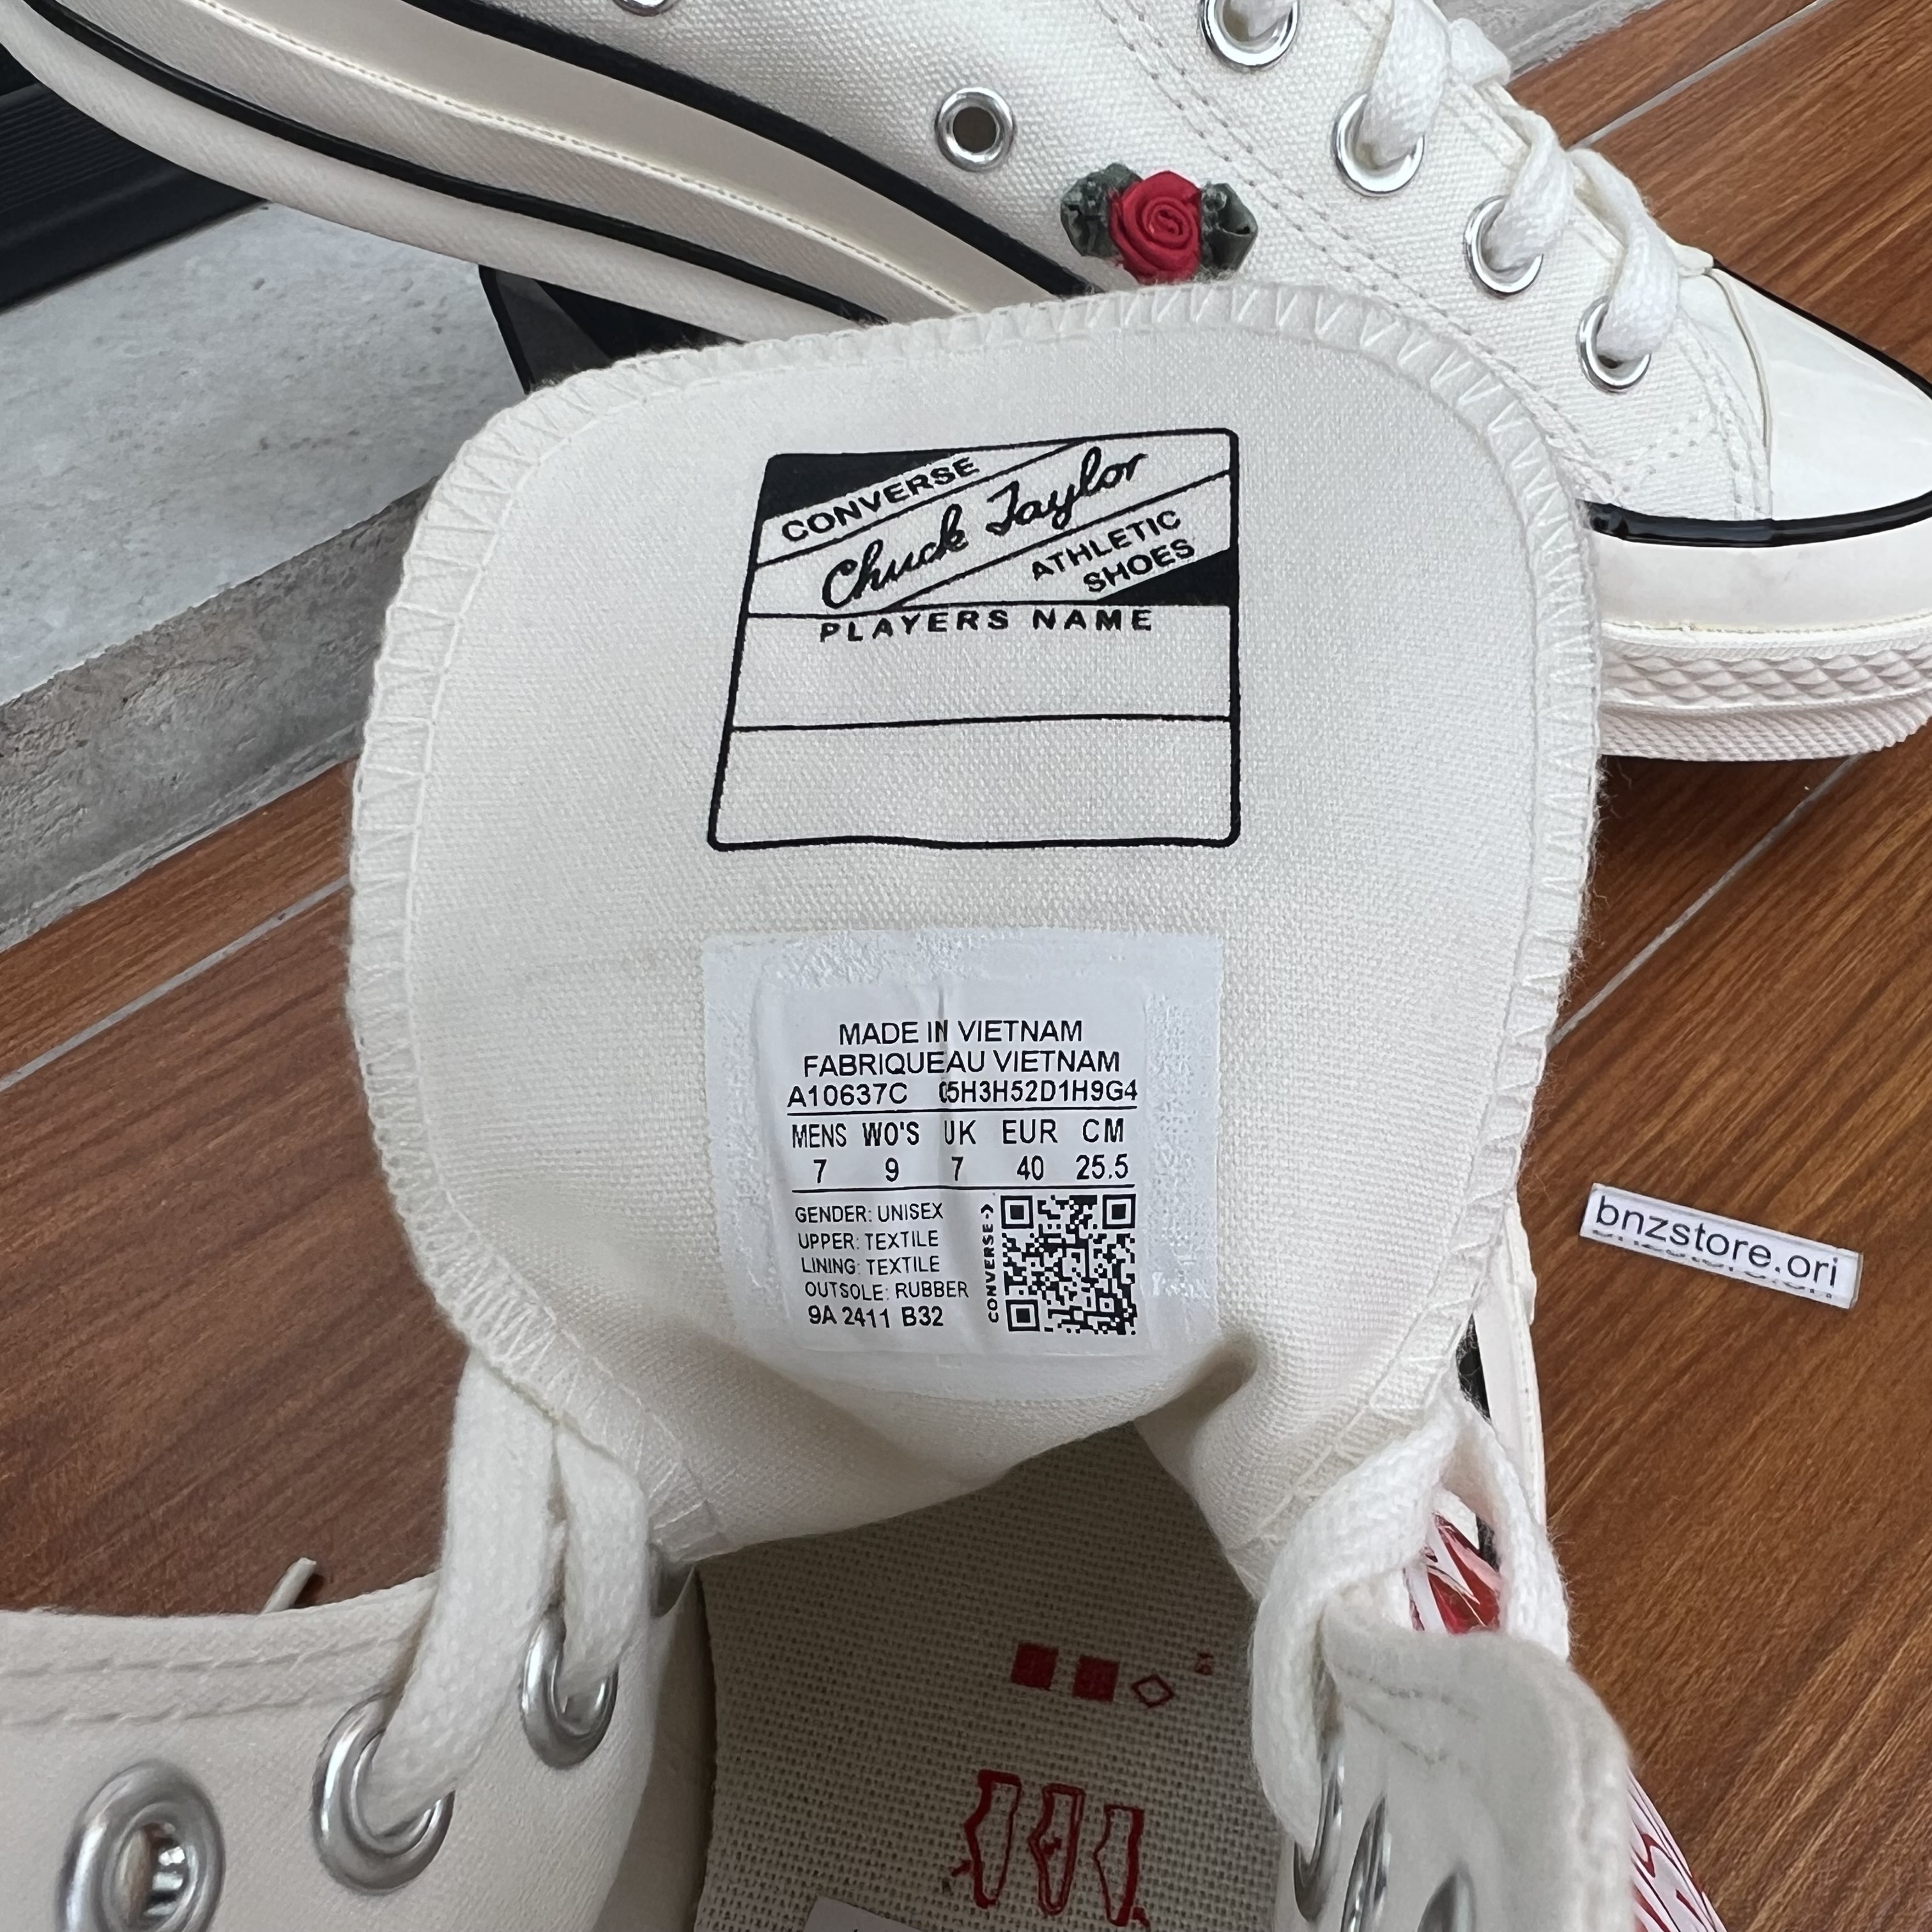 CONVERSE
Chuck Taylor
ATHLETIC
SHOES
PLAYERS NAME
MADE IN VIETNAM
FABRIQUE AU VIETNAM
A10637C 05H3H52D1H9G4
MENS WO'S UK EUR CM
7 9 7 40 25.5
GENDER: UNISEX
UPPER: TEXTILE
LINING: TEXTILE
OUTSOLE: RUBBER
9A 2411 B32
CONVERSE
bnzstore.ori